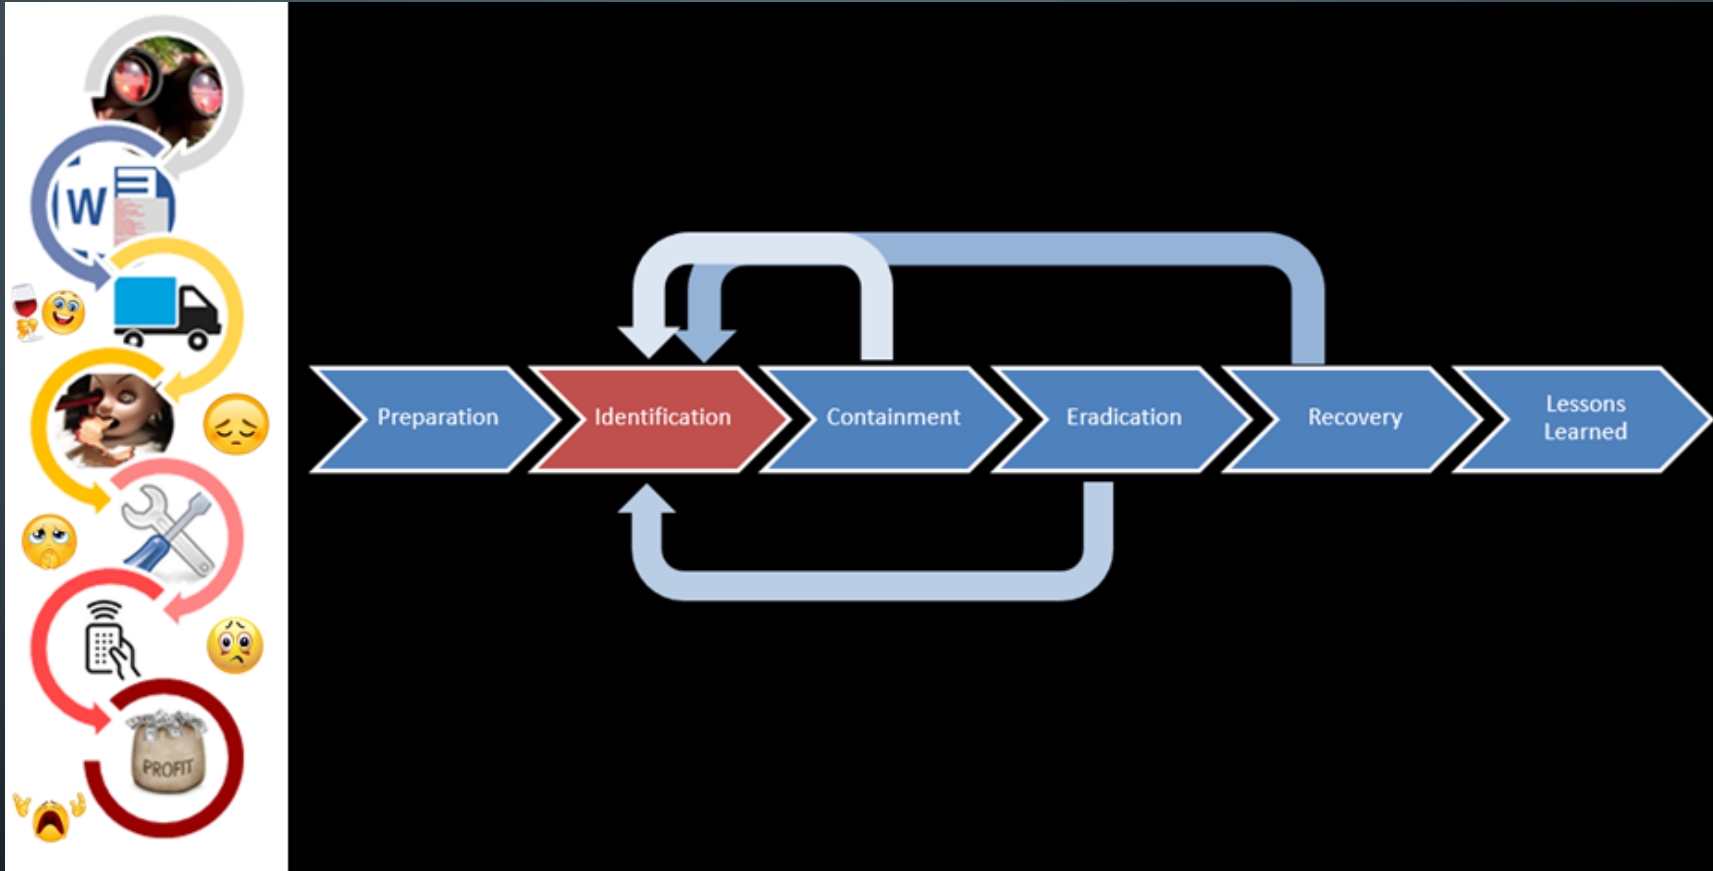 W
PROFIT
Preparation
Identification
Containment
Eradication
Recovery
Lessons
Learned